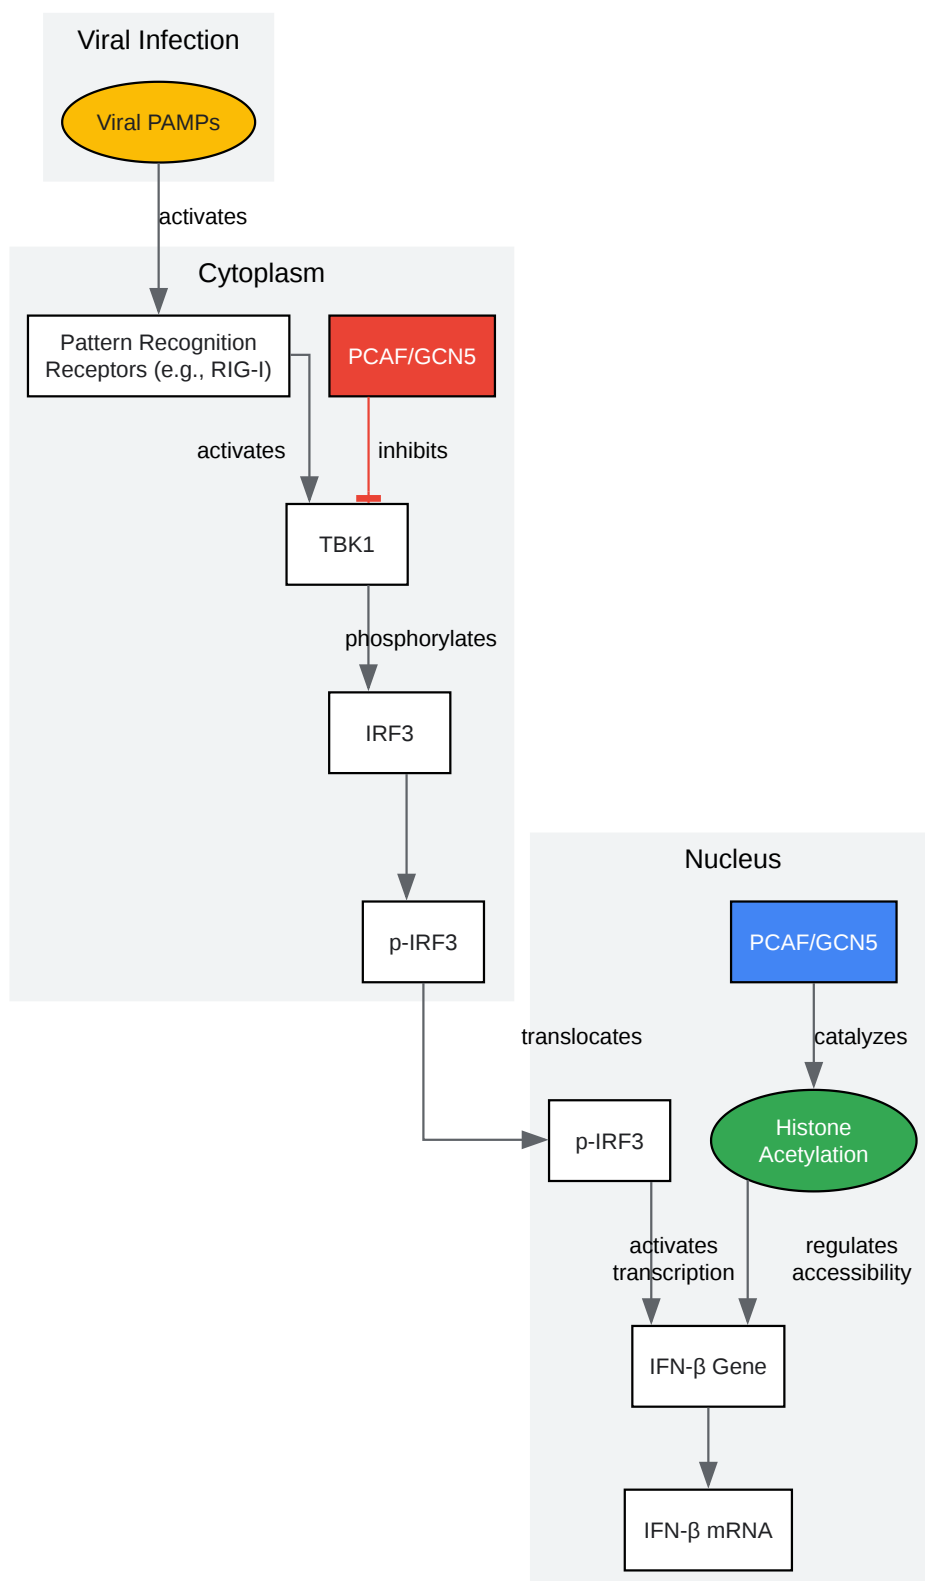 Viral Infection
Viral PAMPs
activates
Cytoplasm
Pattern Recognition
Receptors (e.g., RIG-I)
PCAF/GCN5
activates
inhibits
TBK1
phosphorylates
IRF3
p-IRF3
Nucleus
PCAF/GCN5
translocates
catalyzes
p-IRF3
Histone
Acetylation
activates
transcription
regulates
accessibility
IFN-β Gene
IFN-β mRNA